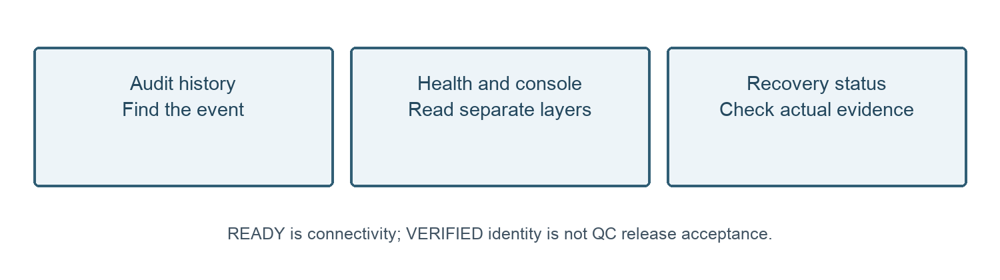 Audit history
Find the event
Health and console
Read separate layers
Recovery status
Check actual evidence
READY is connectivity; VERIFIED identity is not QC release acceptance.